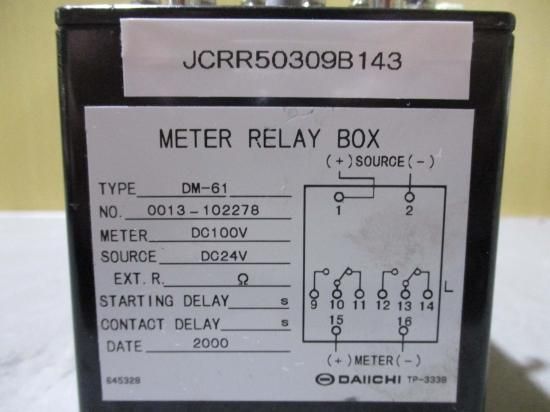 JCRR50309B143
METER RELAY BOX
TYPE DM-61
NO. 0013-102278
METER DC100V
SOURCE DC24V
EXT.R. Ω
STARTING DELAY s
CONTACT DELAY s
DATE 2000
645328
(+) SOURCE (-)
1 2
L
9 10 11 12 13 14
15 16
(+) METER (-)
DAIICHI TP-3339